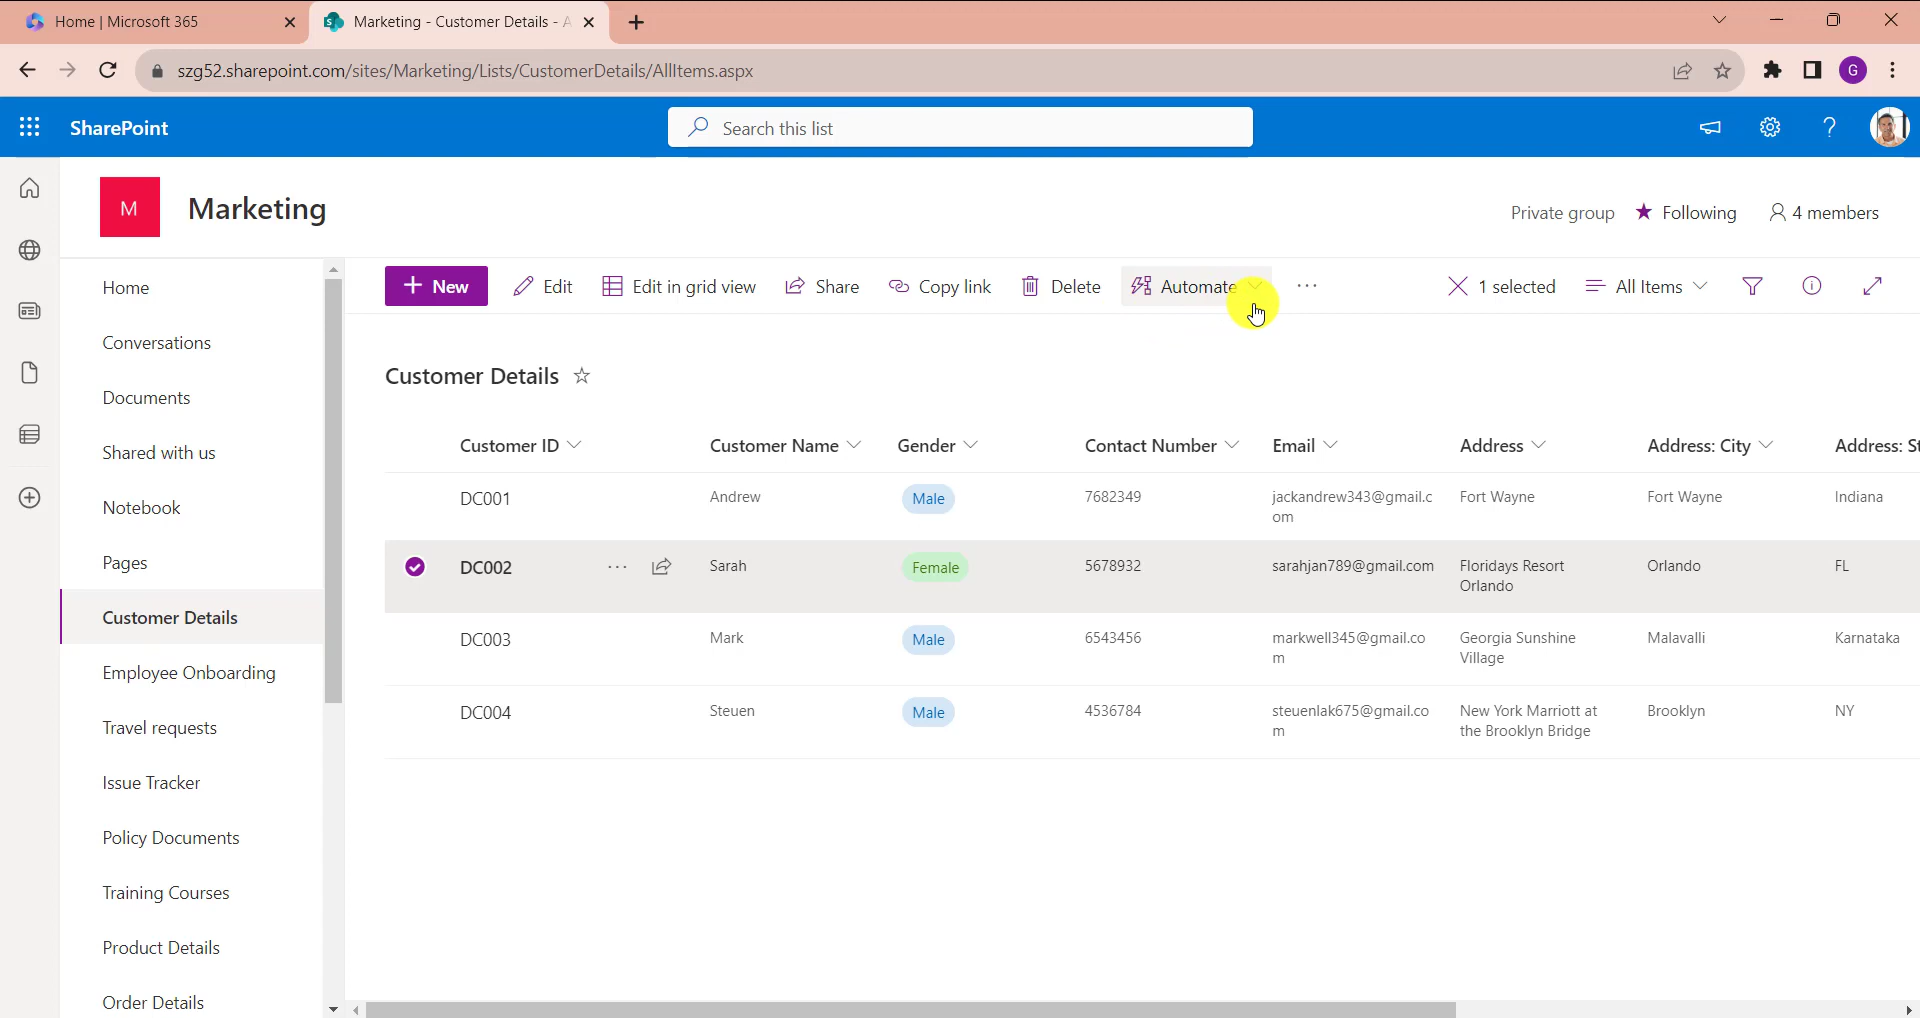 Home | Microsoft 365
Marketing - Customer Details - A
szg52.sharepoint.com/sites/Marketing/Lists/CustomerDetails/AllItems.aspx
G
SharePoint
Search this list
?
M
Marketing
Private group
Following
4 members
Home
Conversations
Documents
Shared with us
Notebook
Pages
Customer Details
Employee Onboarding
Travel requests
Issue Tracker
Policy Documents
Training Courses
Product Details
Order Details
+ New
Edit
Edit in grid view
Share
Copy link
Delete
Automate
...
1 selected
All Items
Customer Details
Customer ID Customer Name Gender Contact Number Email Address Address: City Address: St
DC001 Andrew Male 7682349 jackandrew343@gmail.c Fort Wayne Fort Wayne Indiana
om
DC002 ... Sarah Female 5678932 sarahjan789@gmail.com Floridays Resort Orlando FL
Orlando
DC003 Mark Male 6543456 markwell345@gmail.co Georgia Sunshine Malavalli Karnataka
m Village
DC004 Steuen Male 4536784 steuenlak675@gmail.co New York Marriott at Brooklyn NY
m the Brooklyn Bridge